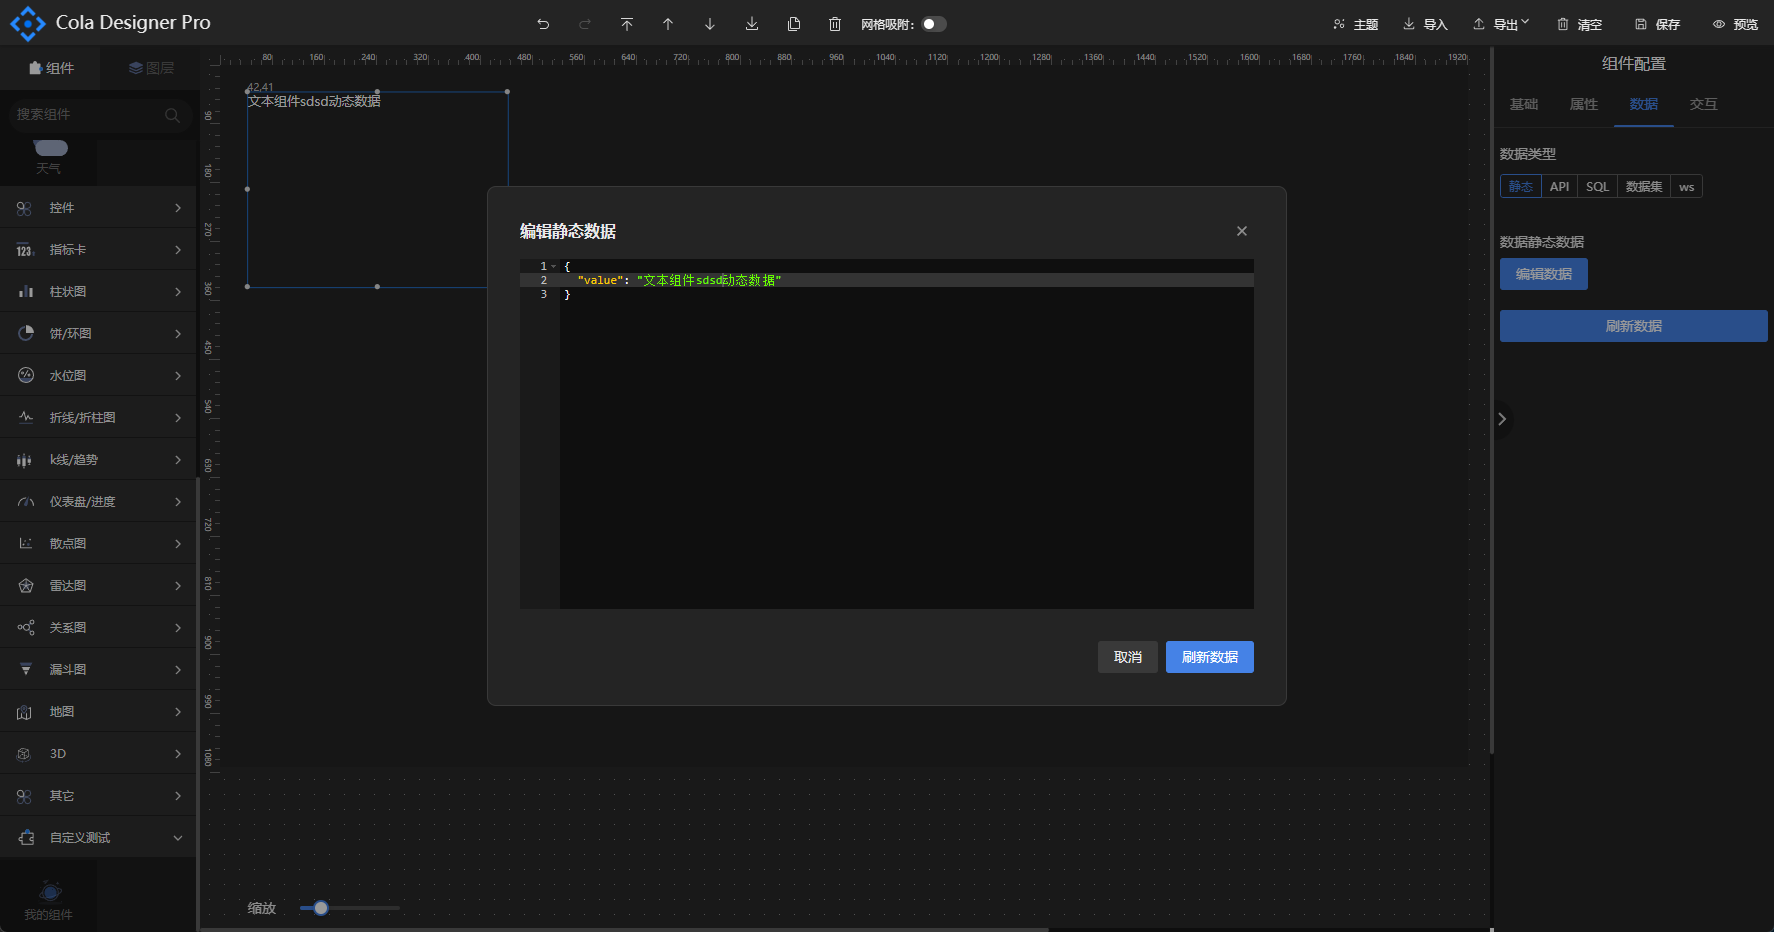 Cola Designer Pro
网格吸附:
主题
导入
导出
清空
保存
预览
组件
图层
搜索组件
天气
控件
指标卡
柱状图
饼/环图
水位图
折线/折柱图
k线/趋势
仪表盘/进度
散点图
雷达图
关系图
漏斗图
地图
3D
其它
自定义测试
我的组件
80 160 240 320 400 480 560 640 720 800 880 960 1040 1120 1200 1280 1360 1440 1520 1600 1680 1760 1840 1920
90
180
270
360
450
540
630
720
810
900
990
1080
42,41
文本组件sdsd动态数据
编辑静态数据
1 {
2 "value": "文本组件sdsd动态数据"
3 }
取消
刷新数据
缩放
组件配置
基础 属性 数据 交互
数据类型
静态 API SQL 数据集 ws
数据静态数据
编辑数据
刷新数据